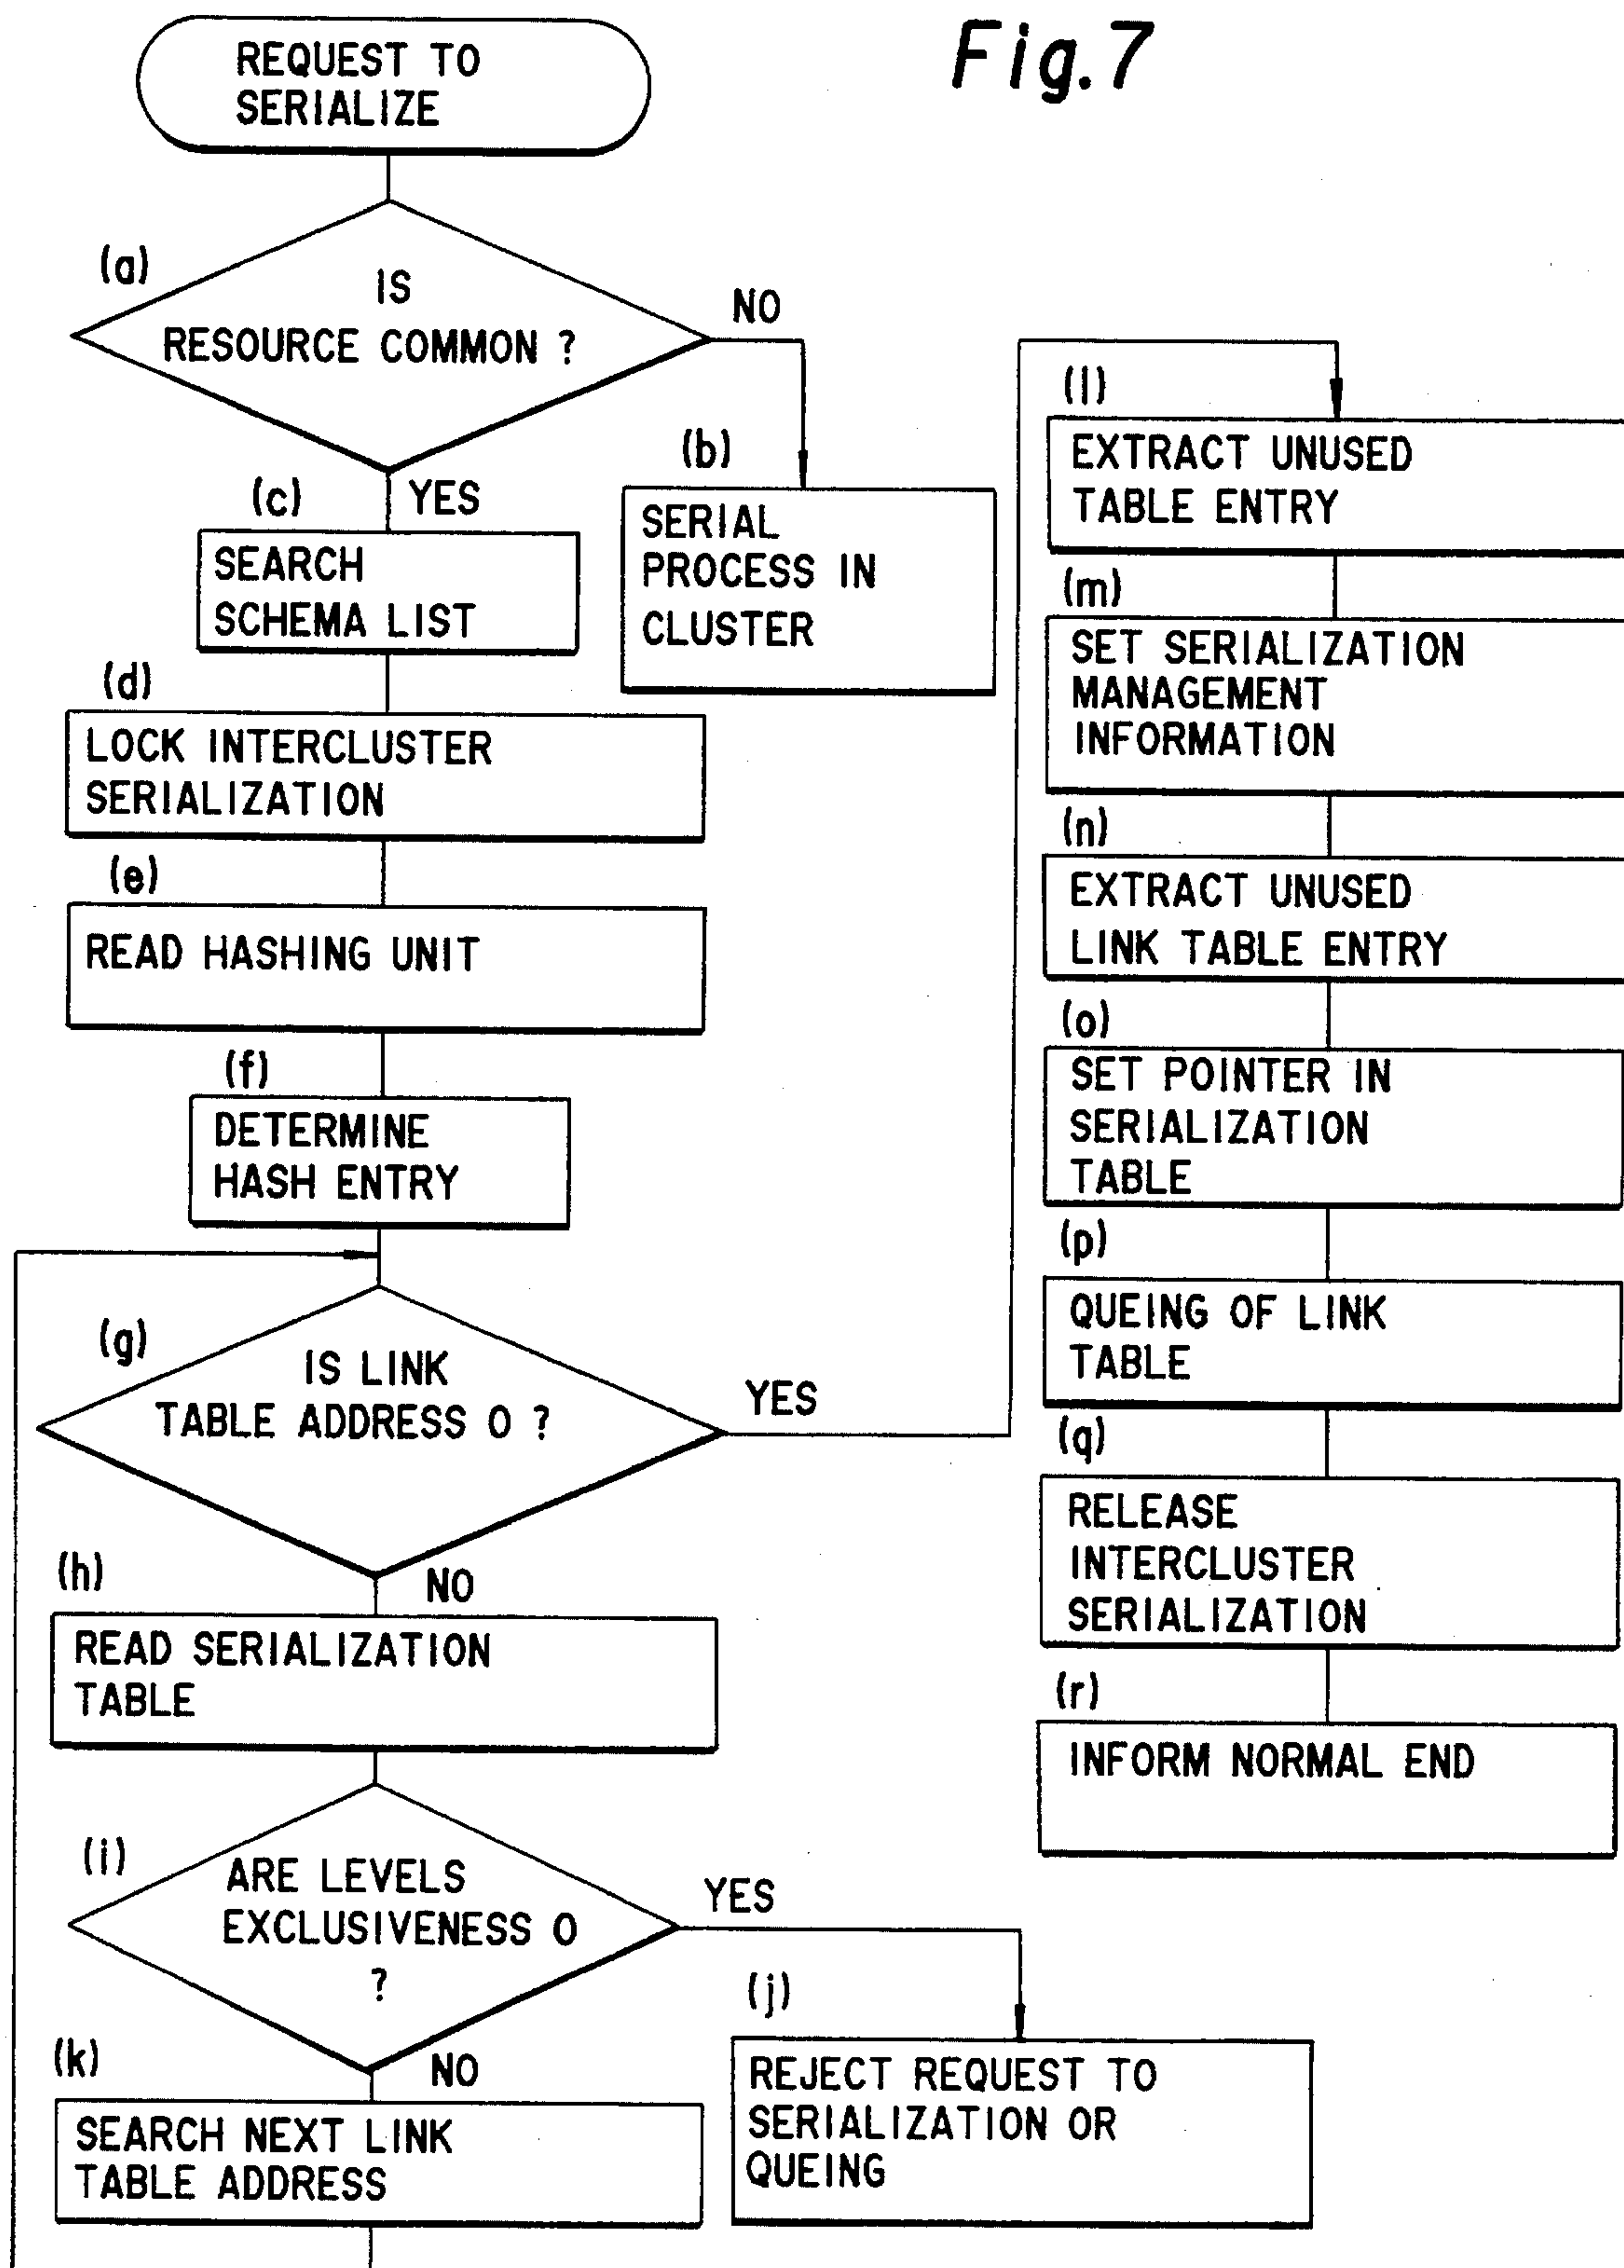 Fig.7
REQUEST TO
SERIALIZE
(a)
IS
RESOURCE COMMON ?
NO
YES
(b)
SERIAL
PROCESS IN
CLUSTER
(c)
SEARCH
SCHEMA LIST
(d)
LOCK INTERCLUSTER
SERIALIZATION
(e)
READ HASHING UNIT
(f)
DETERMINE
HASH ENTRY
(g)
IS LINK
TABLE ADDRESS 0 ?
YES
NO
(h)
READ SERIALIZATION
TABLE
(i)
ARE LEVELS
EXCLUSIVENESS 0
?
YES
NO
(j)
REJECT REQUEST TO
SERIALIZATION OR
QUEING
(k)
SEARCH NEXT LINK
TABLE ADDRESS
(l)
EXTRACT UNUSED
TABLE ENTRY
(m)
SET SERIALIZATION
MANAGEMENT
INFORMATION
(n)
EXTRACT UNUSED
LINK TABLE ENTRY
(o)
SET POINTER IN
SERIALIZATION
TABLE
(p)
QUEING OF LINK
TABLE
(q)
RELEASE
INTERCLUSTER
SERIALIZATION
(r)
INFORM NORMAL END